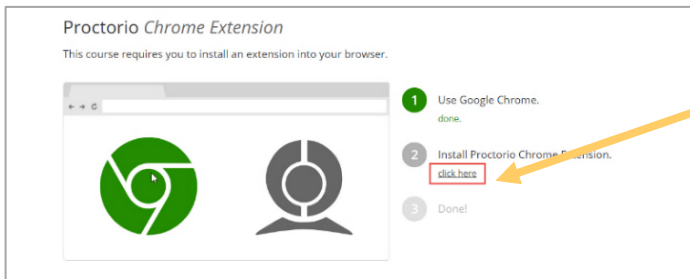 Proctorio Chrome Extension
This course requires you to install an extension into your browser.
1 Use Google Chrome.
done.
2 Install Proctorio Chrome Extension.
click here
3 Done!